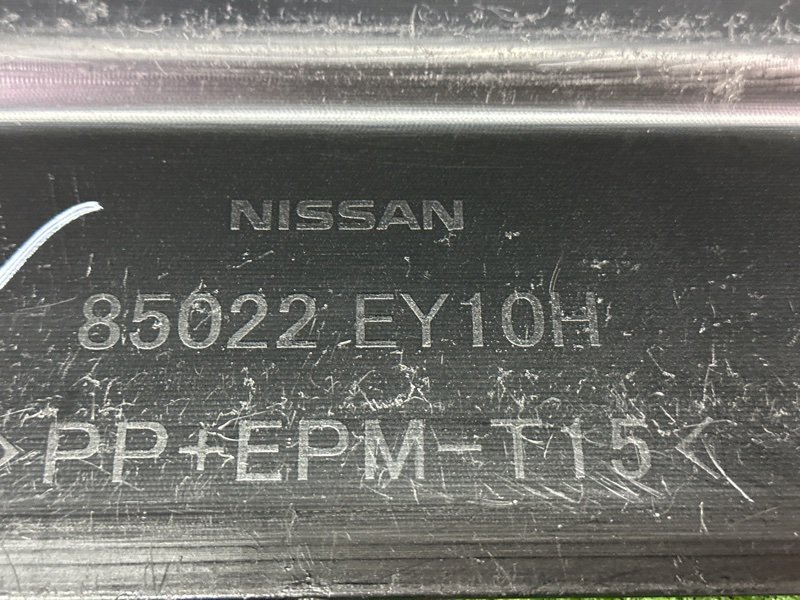 NISSAN
85022 EY10H
>PP+EPM-T15<